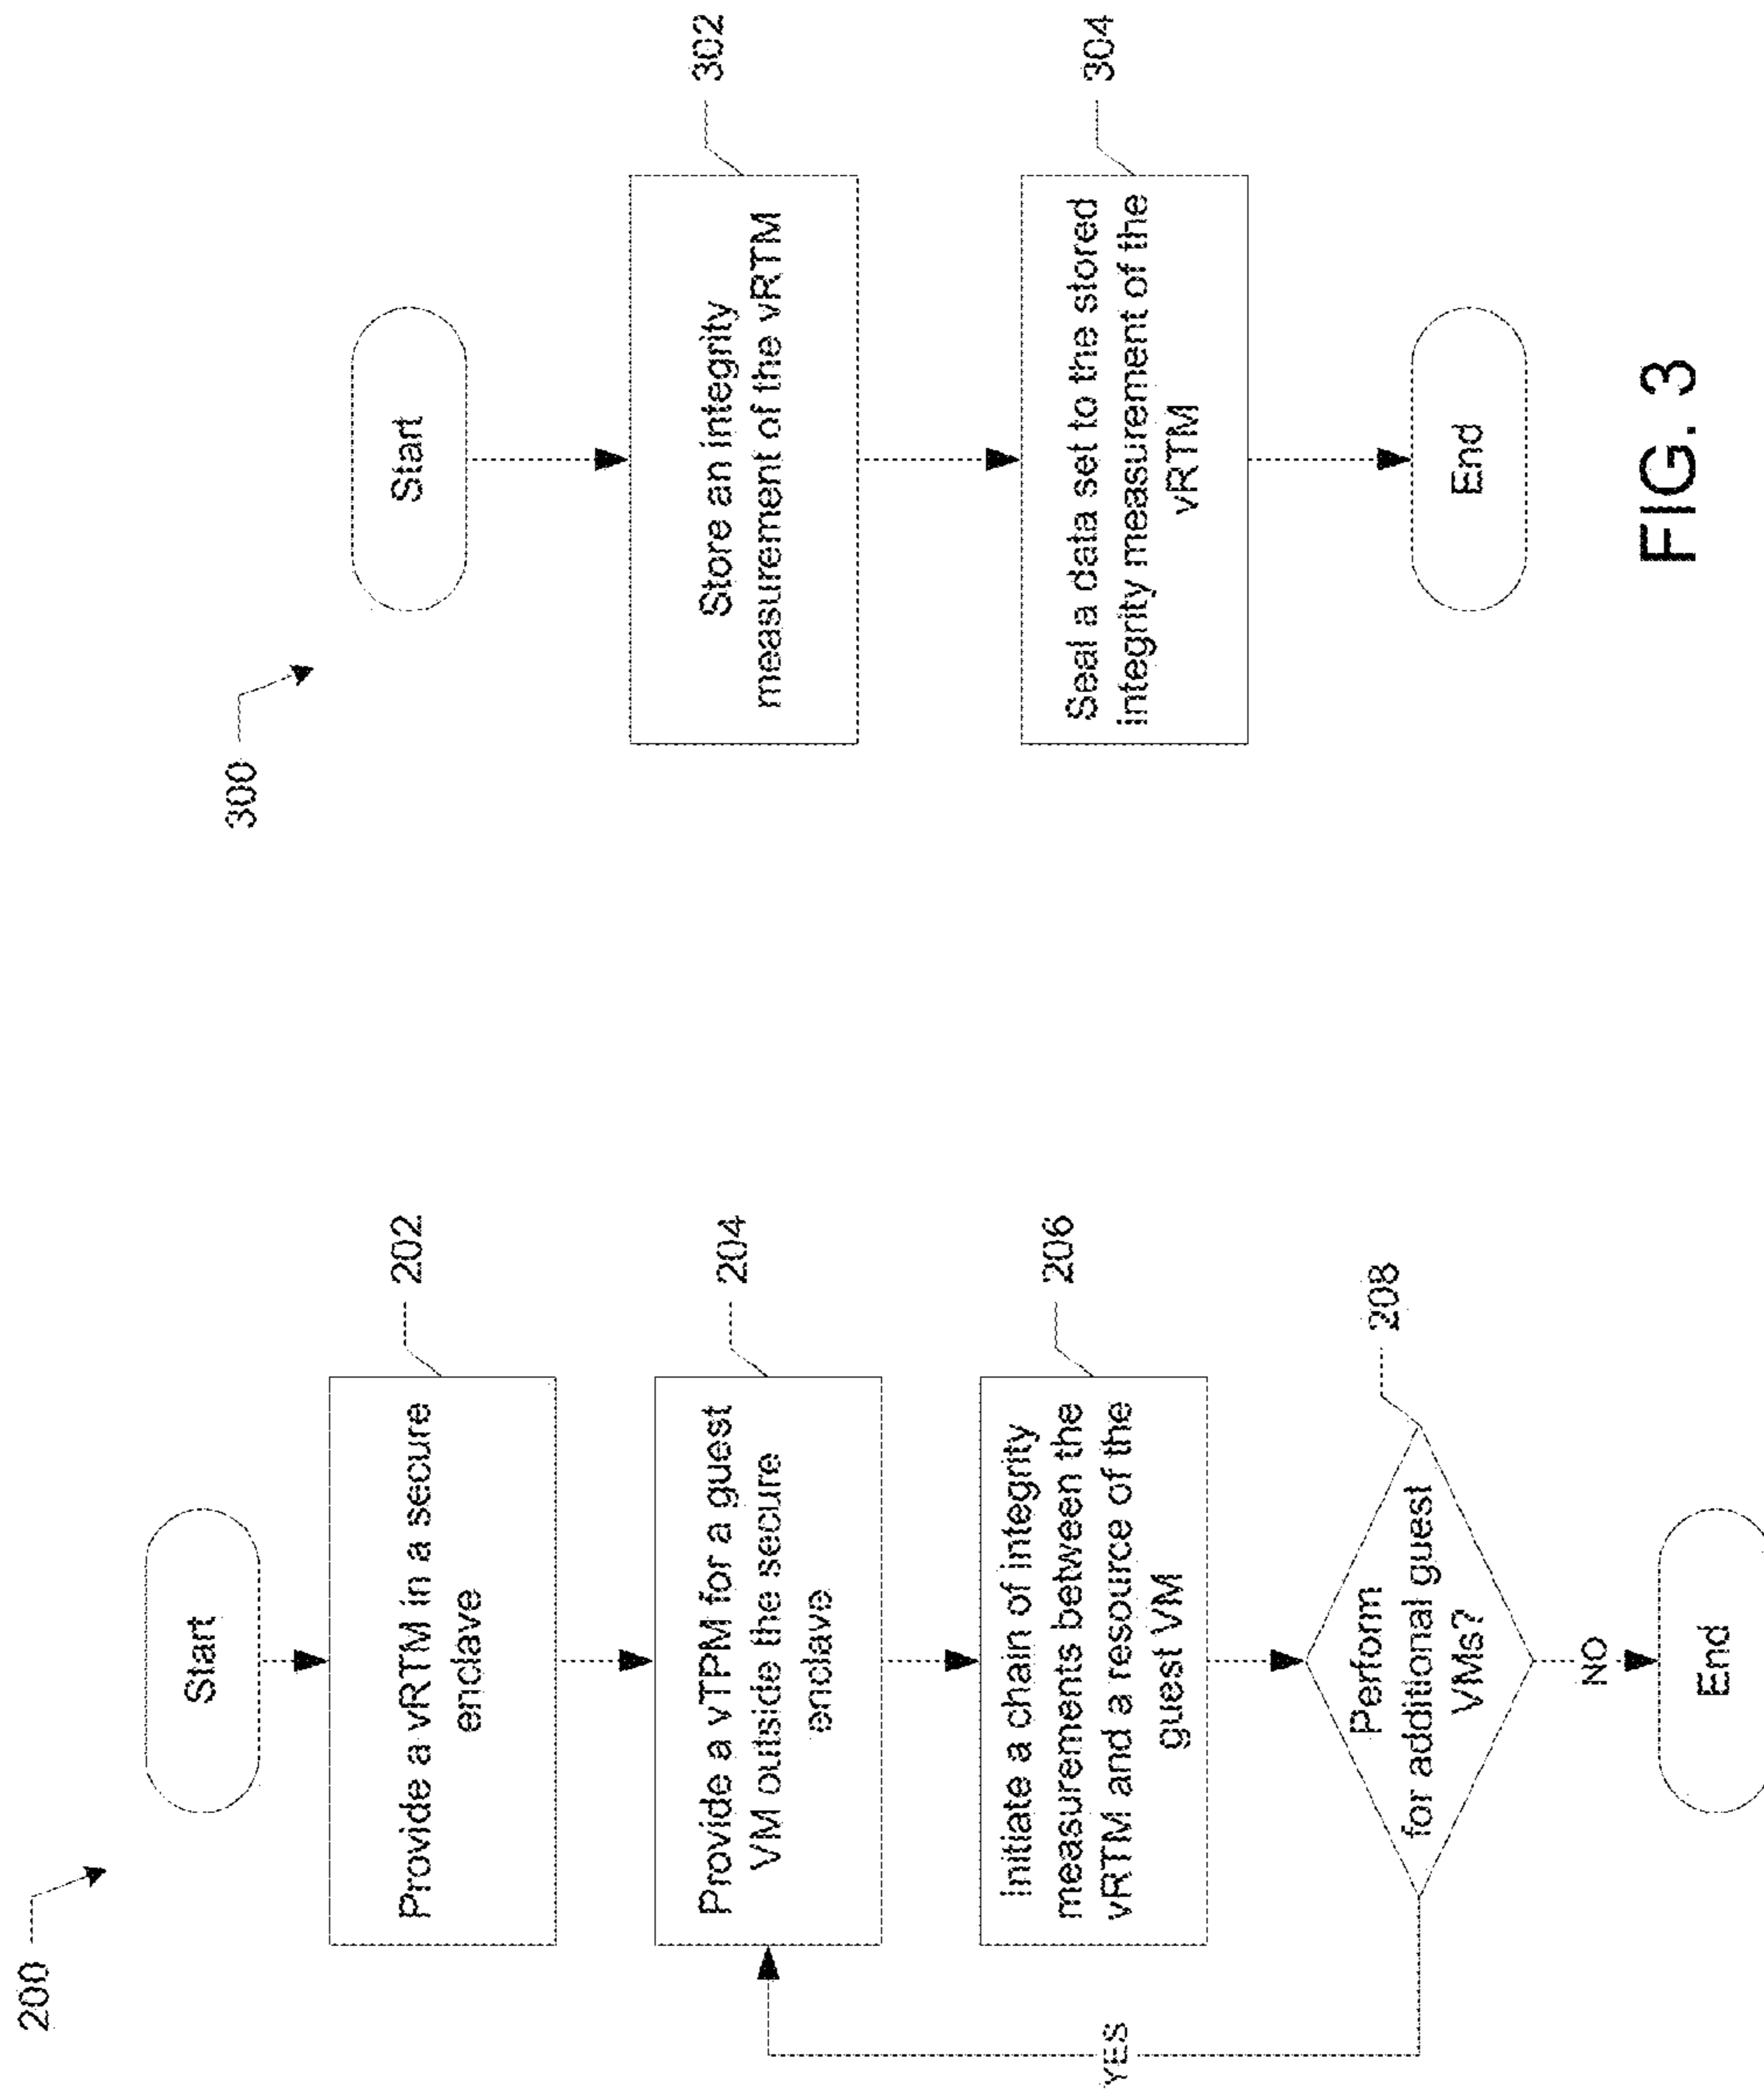 200
Start
Provide a vRTM in a secure
enclave
202
Provide a vTPM for a guest
VM outside the secure
enclave
204
Initiate a chain of integrity
measurements between the
vRTM and a resource of the
guest VM
206
Perform
for additional guest
VMs?
208
YES
NO
End
300
Start
Store an integrity
measurement of the vRTM
302
Seal a data set to the stored
integrity measurement of the
vRTM
304
End
FIG. 3